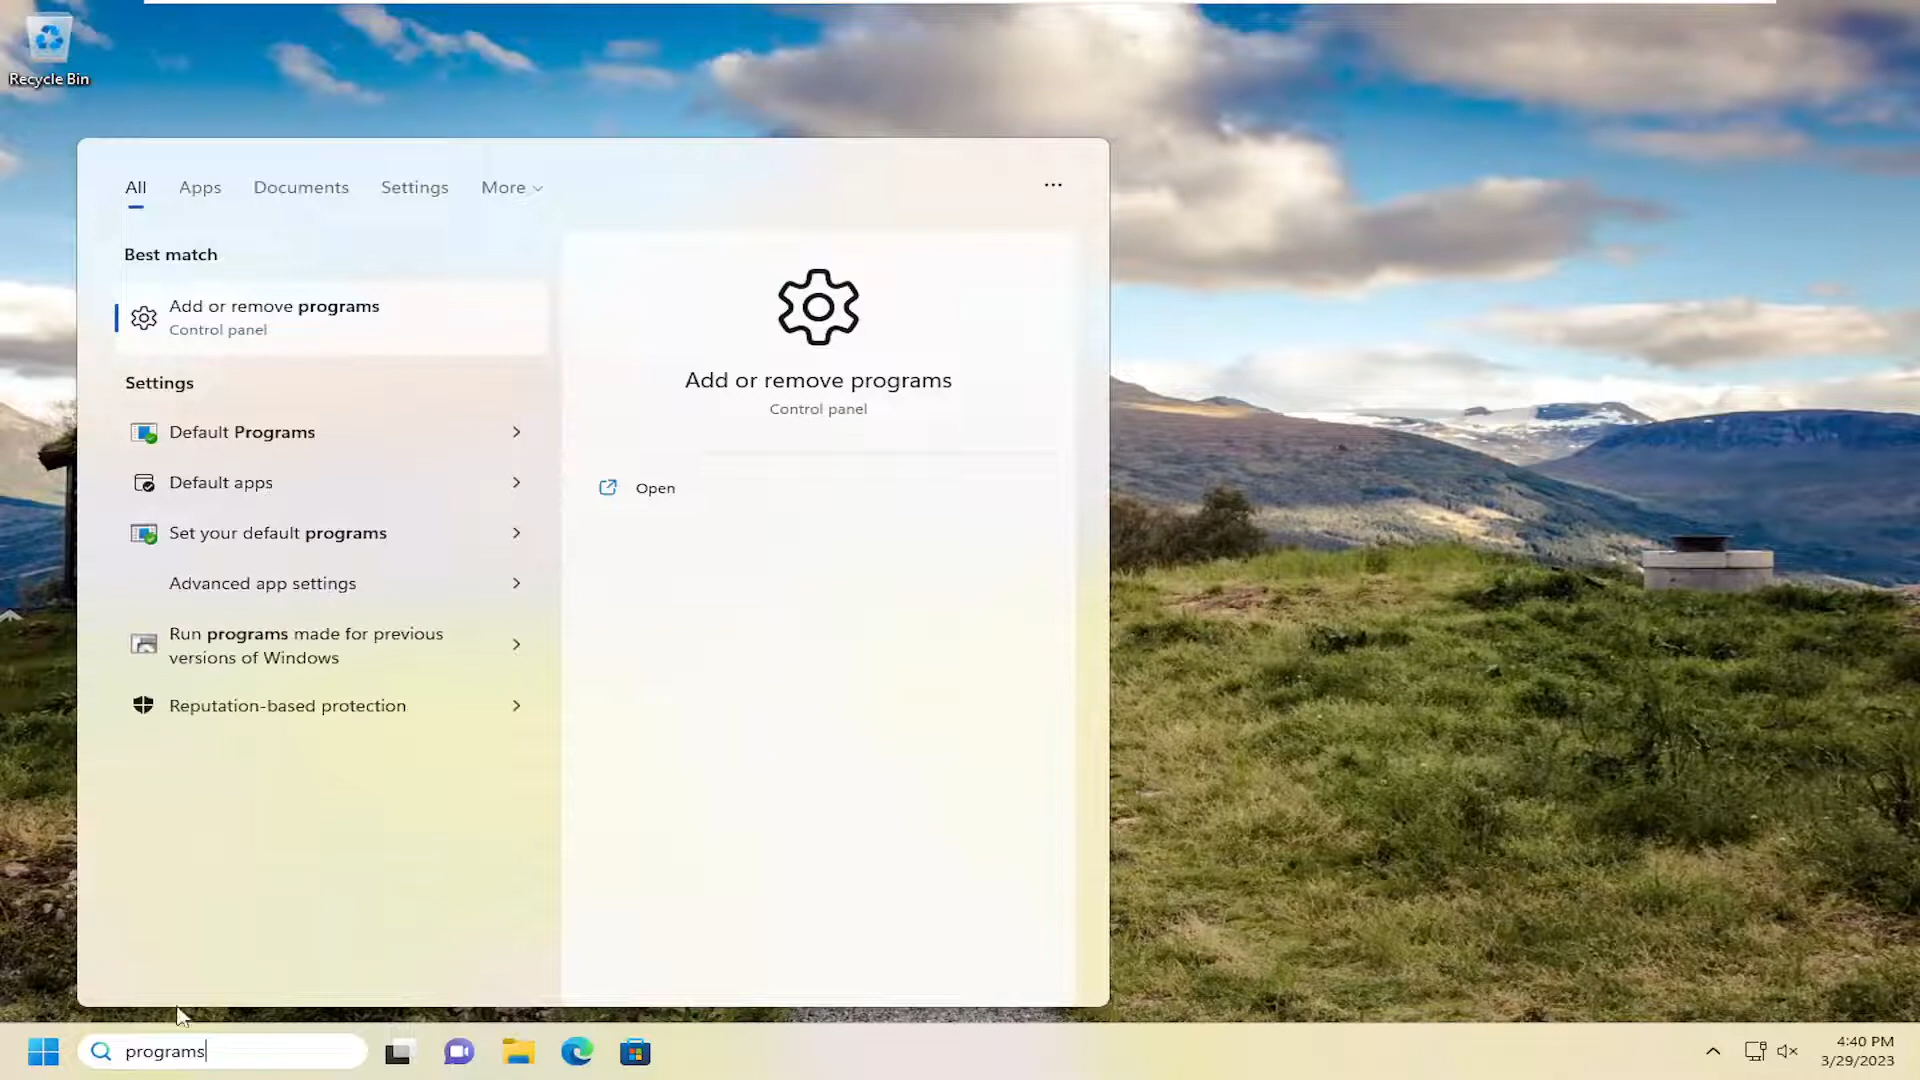 Recycle Bin
All Apps Documents Settings More
Best match
Add or remove programs
Control panel
Settings
Default Programs
Default apps
Set your default programs
Advanced app settings
Run programs made for previous
versions of Windows
Reputation-based protection
Add or remove programs
Control panel
Open
programs
4:40 PM
3/29/2023